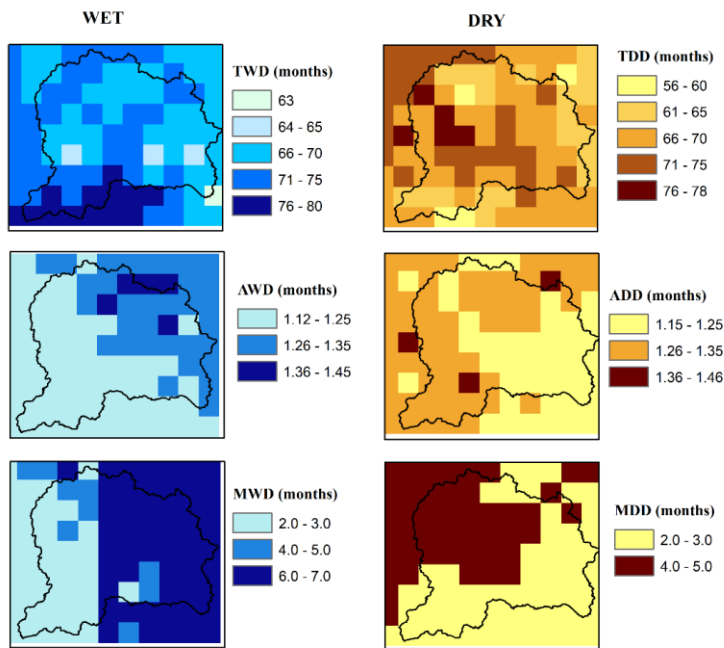 WET
DRY
TWD (months)
63
64 - 65
66 - 70
71 - 75
76 - 80
TDD (months)
56 - 60
61 - 65
66 - 70
71 - 75
76 - 78
AWD (months)
1.12 - 1.25
1.26 - 1.35
1.36 - 1.45
ADD (months)
1.15 - 1.25
1.26 - 1.35
1.36 - 1.46
MWD (months)
2.0 - 3.0
4.0 - 5.0
6.0 - 7.0
MDD (months)
2.0 - 3.0
4.0 - 5.0